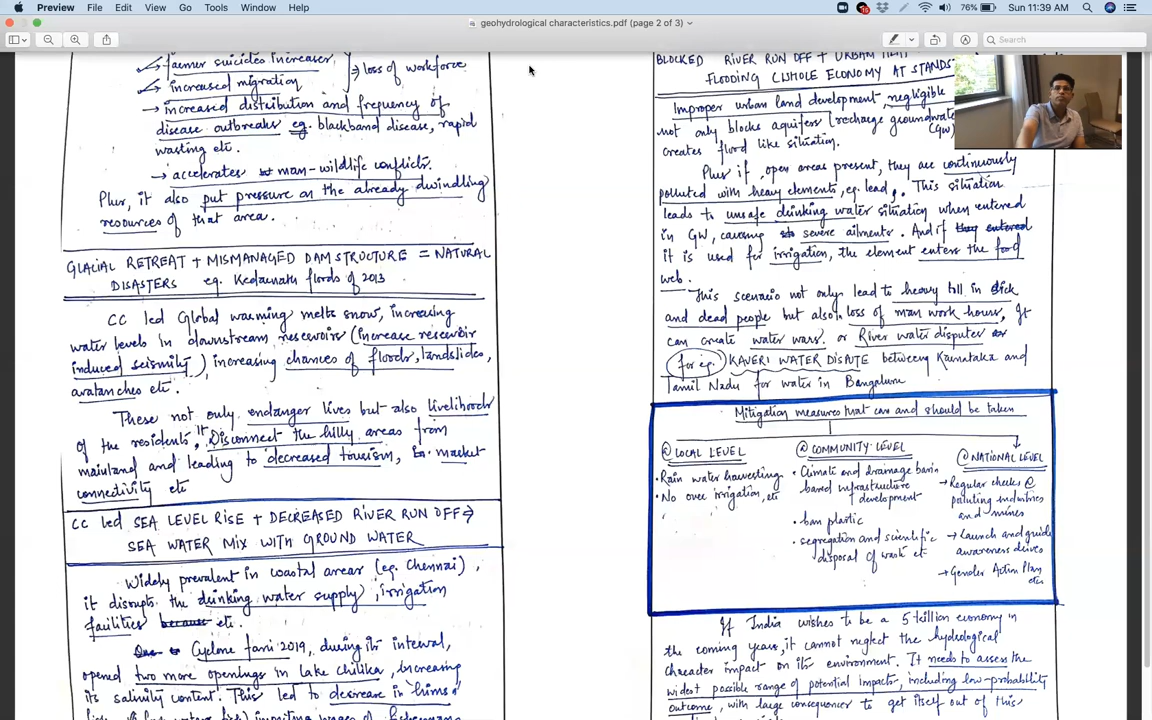 Preview File Edit View Go Tools Window Help
76% Sun 11:39 AM
geohydrological characteristics.pdf (page 2 of 3)
Search
farmer suicides increases
increased migration
⇒ loss of workforce
→ increased distribution and frequency of
disease outbreaks eg. blackband disease, rapid
wasting etc.
→ accelerates man-wildlife conflicts.
Plus, it also put pressure on the already dwindling
resources of that area.
GLACIAL RETREAT + MISMANAGED DAM STRUCTURE = NATURAL
DISASTERS eg. Kedarnath floods of 2013
CC led Global warming melts snow, increasing
water levels in downstream reservoirs (increase reservoir
induced seismity), increasing chances of floods, landslides,
avalanches etc.
These not only endanger lives but also livelihoods
of the residents. It Disconnect the hilly areas from
mainland and leading to decreased tourism, market
connectivity etc
CC led SEA LEVEL RISE + DECREASED RIVER RUN OFF ⇒
SEA WATER MIX WITH GROUND WATER
Widely prevalent in coastal areas (eg. Chennai),
it disrupts the drinking water supply, irrigation
facilities because etc.
Cyclone fani 2019, during its interval,
opened two more openings in lake chilika, increasing
its salinity content. This led to decrease in
BLOCKED RIVER RUN OFF + URBAN
FLOODING (WHOLE ECONOMY AT STANDS
Improper urban land development, negligible
not only blocks aquifers (recharge groundwater
(GW)
creates flood like situation.
Plus if open areas present, they are continuously
polluted with heavy elements, eg. lead,. This situation
leads to unsafe drinking water situation when entered
in GW, causing severe ailments. And if they entered
it is used for irrigation, the element enters the food
web.
This scenario not only lead to heavy toll in sick
and dead people but also loss of man work hours, It
can create water wars. or River water disputes
for eg. KAVERI WATER DISPUTE between Karnataka and
Tamil Nadu for water in Bangalore
Mitigation measures that can and should be taken
@ LOCAL LEVEL
• Rain water harvesting
• No over irrigation, etc
@ COMMUNITY LEVEL
• Climate and drainage basin
based infrastructure
development
• ban plastic
• segregation and scientific
disposal of waste etc
@ NATIONAL LEVEL
→ Regular checks @
polluting industries
and mines
→ Launch and guide
awareness drives
→ Gender Action Plan
etc
If India wishes to be a 5 trillion economy in
the coming years, it cannot neglect the hydrological
character impact on its environment. It needs to assess the
widest possible range of potential impacts, including low-probability
outcome, with large consequences to get itself out of this